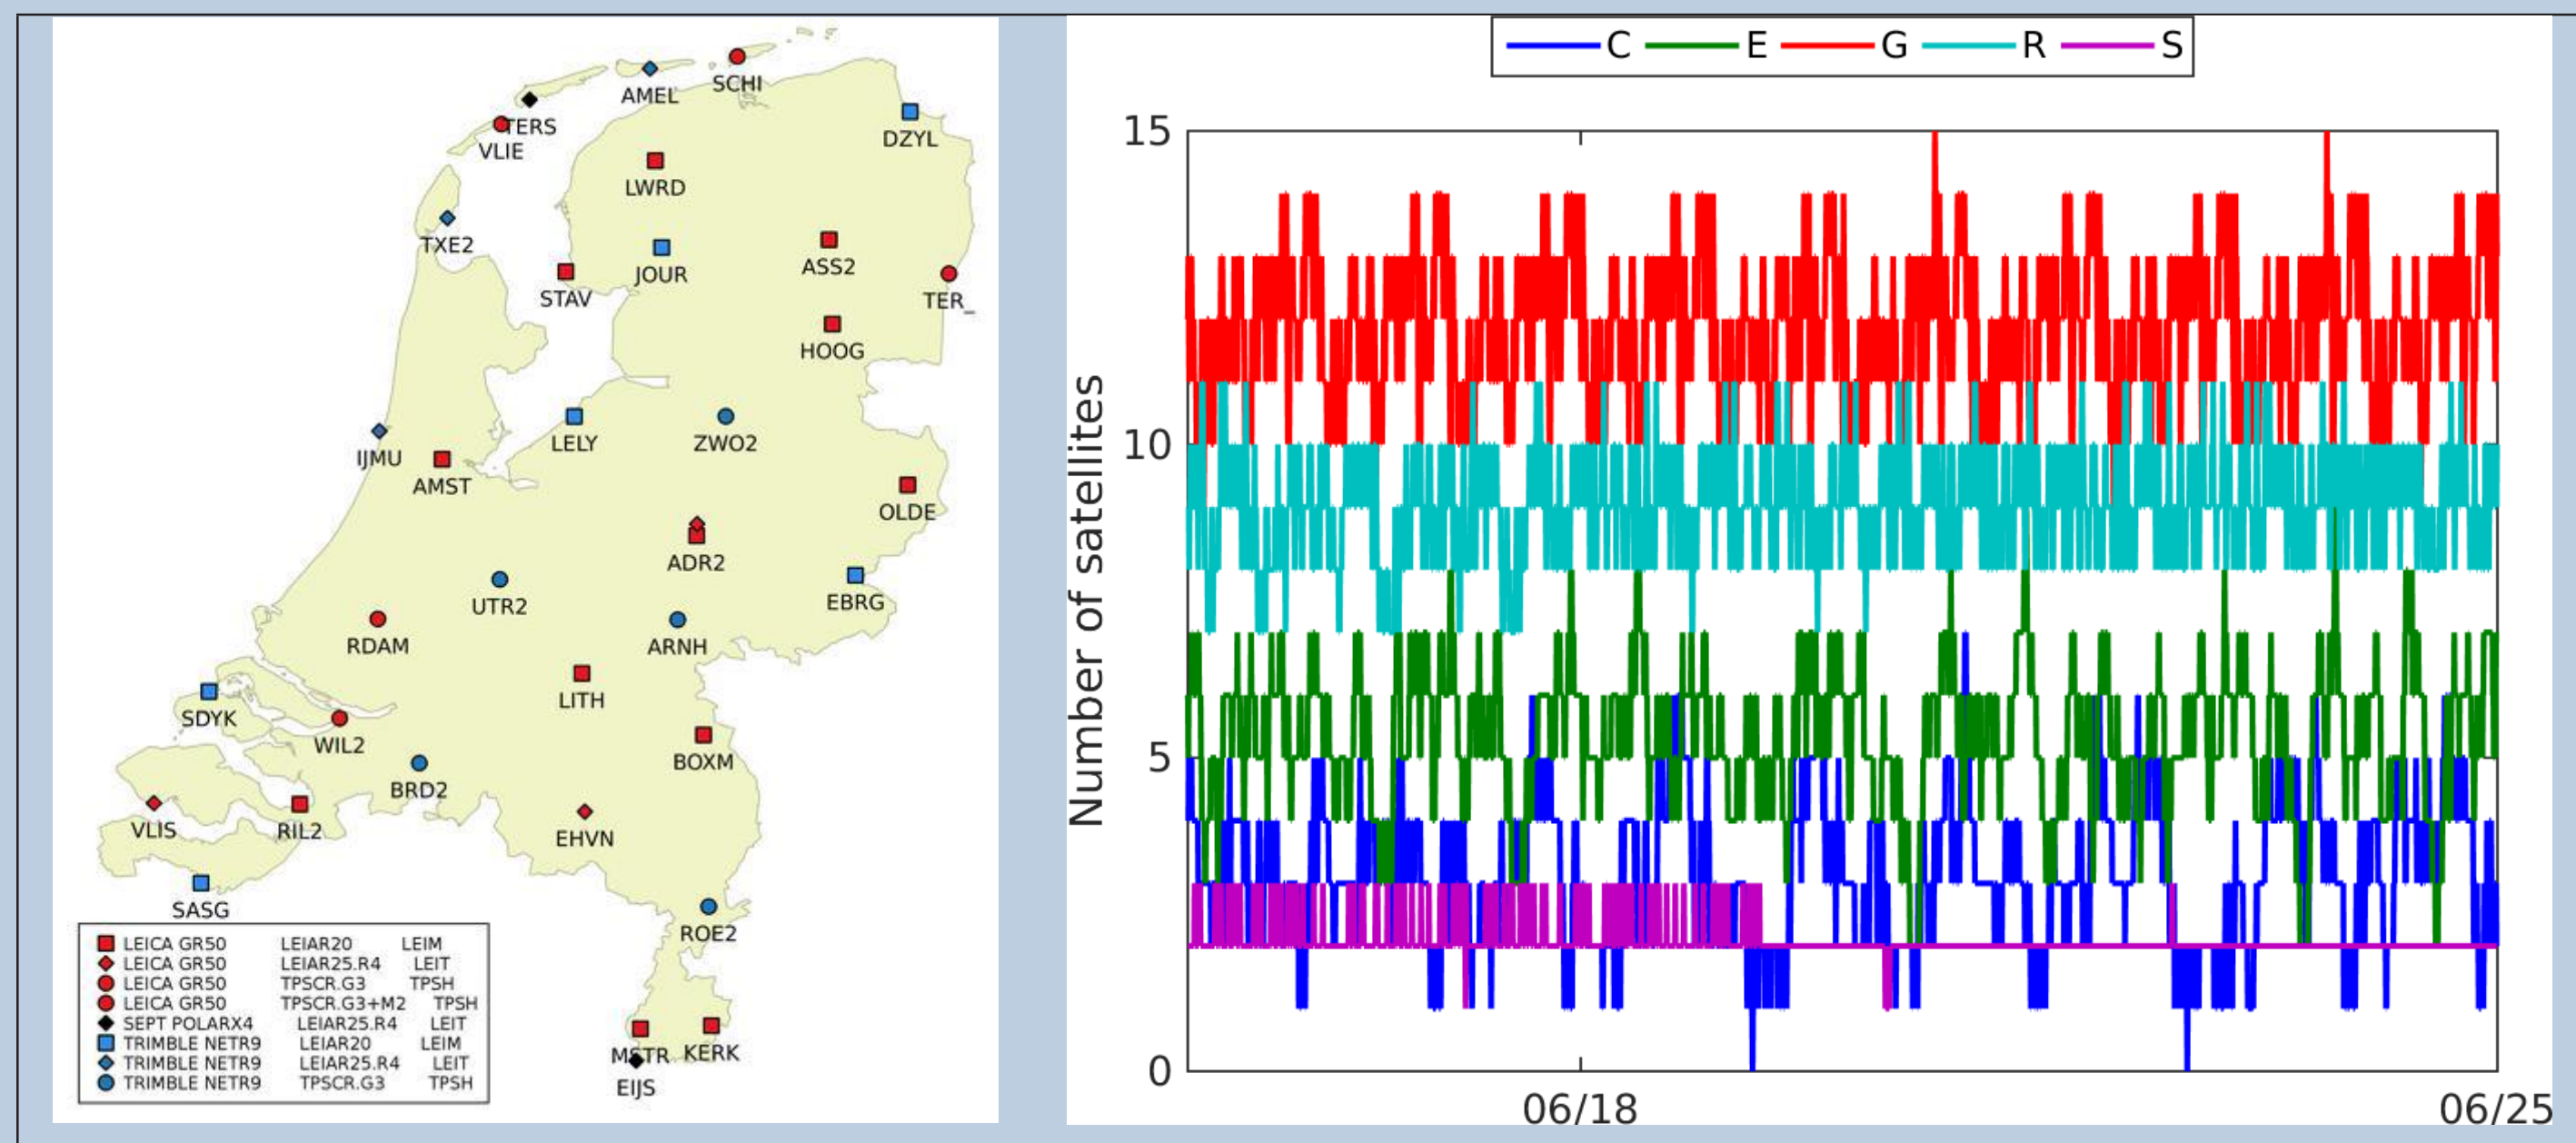 SCHI
AMEL
TERS
DZYL
VLIE
LWRD
TXE2
ASS2
JOUR
STAV
TER_
HOOG
LELY
ZWO2
IJMU
AMST
OLDE
ADR2
EBRG
UTR2
RDAM
ARNH
LITH
SDYK
WIL2
BOXM
BRD2
VLIS
RIL2
EHVN
SASG
ROE2
MSTR
KERK
EIJS
LEICA GR50 LEIAR20 LEIM
LEICA GR50 LEIAR25.R4 LEIT
LEICA GR50 TPSCR.G3 TPSH
LEICA GR50 TPSCR.G3+M2 TPSH
SEPT POLARX4 LEIAR25.R4 LEIT
TRIMBLE NETR9 LEIAR20 LEIM
TRIMBLE NETR9 LEIAR25.R4 LEIT
TRIMBLE NETR9 TPSCR.G3 TPSH
C E G R S
Number of satellites
15
10
5
0
06/18
06/25